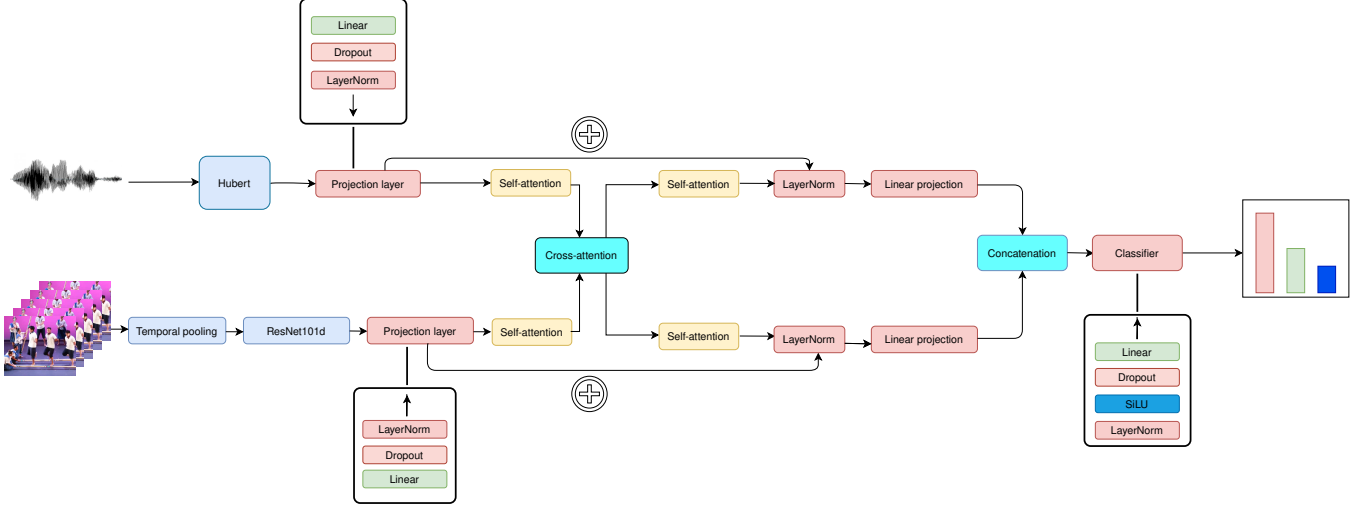 Linear
Dropout
LayerNorm
Hubert
Projection layer
Self-attention
Self-attention
LayerNorm
Linear projection
Cross-attention
Concatenation
Classifier
Temporal pooling
ResNet101d
Projection layer
Self-attention
Self-attention
LayerNorm
Linear projection
LayerNorm
Dropout
Linear
Linear
Dropout
SiLU
LayerNorm